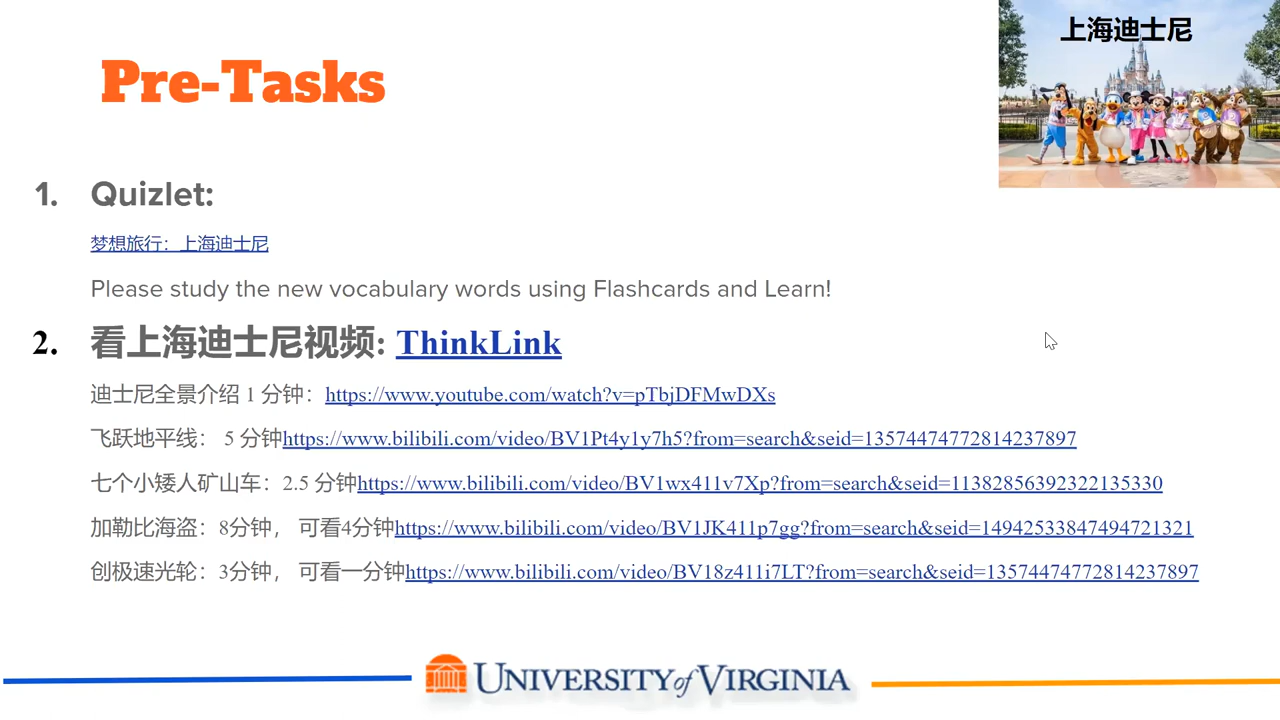 上海迪士尼
Pre-Tasks
1. Quizlet:
梦想旅行：上海迪士尼
Please study the new vocabulary words using Flashcards and Learn!
2. 看上海迪士尼视频: ThinkLink
迪士尼全景介绍 1 分钟：https://www.youtube.com/watch?v=pTbjDFMwDXs
飞跃地平线： 5 分钟https://www.bilibili.com/video/BV1Pt4y1y7h5?from=search&seid=13574474772814237897
七个小矮人矿山车：2.5 分钟https://www.bilibili.com/video/BV1wx411v7Xp?from=search&seid=11382856392322135330
加勒比海盗：8分钟， 可看4分钟https://www.bilibili.com/video/BV1JK411p7gg?from=search&seid=14942533847494721321
创极速光轮：3分钟， 可看一分钟https://www.bilibili.com/video/BV18z411i7LT?from=search&seid=13574474772814237897
UNIVERSITY of VIRGINIA